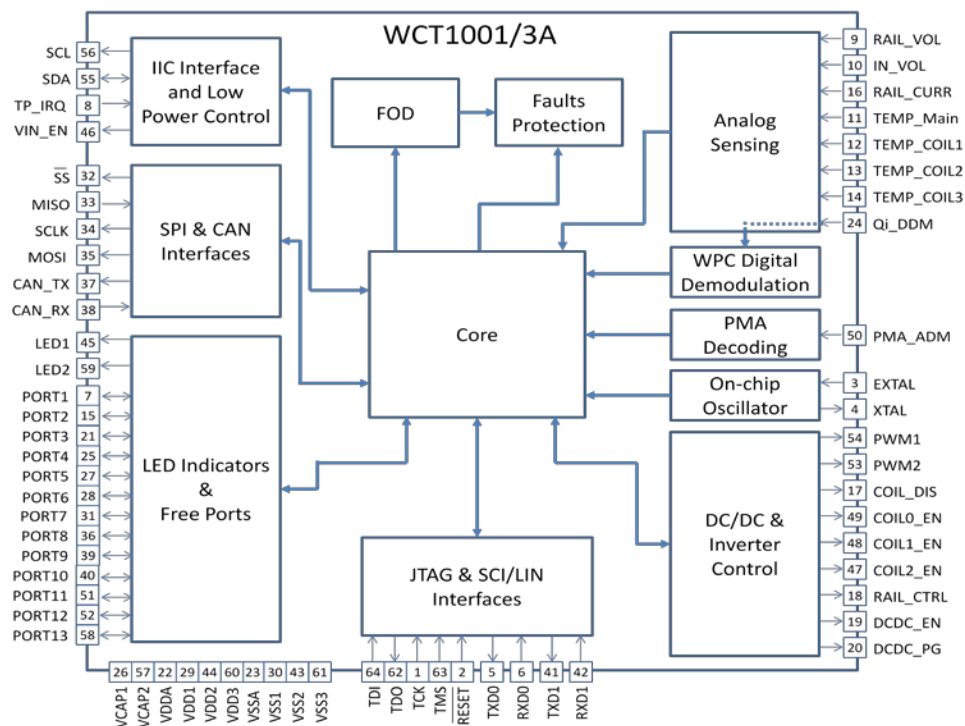 WCT1001/3A
SCL 56
SDA 55
TP_IRQ 8
VIN_EN 46
IIC Interface
and Low
Power Control
SS 32
MISO 33
SCLK 34
MOSI 35
CAN_TX 37
CAN_RX 38
SPI & CAN
Interfaces
LED1 45
LED2 59
PORT1 7
PORT2 15
PORT3 21
PORT4 25
PORT5 27
PORT6 28
PORT7 31
PORT8 36
PORT9 39
PORT10 40
PORT11 51
PORT12 52
PORT13 58
LED Indicators
&
Free Ports
FOD
Faults
Protection
Core
JTAG & SCI/LIN
Interfaces
Analog
Sensing
WPC Digital
Demodulation
PMA
Decoding
On-chip
Oscillator
DC/DC &
Inverter
Control
9 RAIL_VOL
10 IN_VOL
16 RAIL_CURR
11 TEMP_Main
12 TEMP_COIL1
13 TEMP_COIL2
14 TEMP_COIL3
24 Qi_DDM
50 PMA_ADM
3 EXTAL
4 XTAL
54 PWM1
53 PWM2
17 COIL_DIS
49 COIL0_EN
48 COIL1_EN
47 COIL2_EN
18 RAIL_CTRL
19 DCDC_EN
20 DCDC_PG
26 VCAP1
57 VCAP2
22 VDDA
29 VDD1
44 VDD2
60 VDD3
23 VSSA
30 VSS1
43 VSS2
61 VSS3
64 TDI
62 TDO
1 TCK
63 TMS
2 RESET
5 TXD0
6 RXD0
41 TXD1
42 RXD1